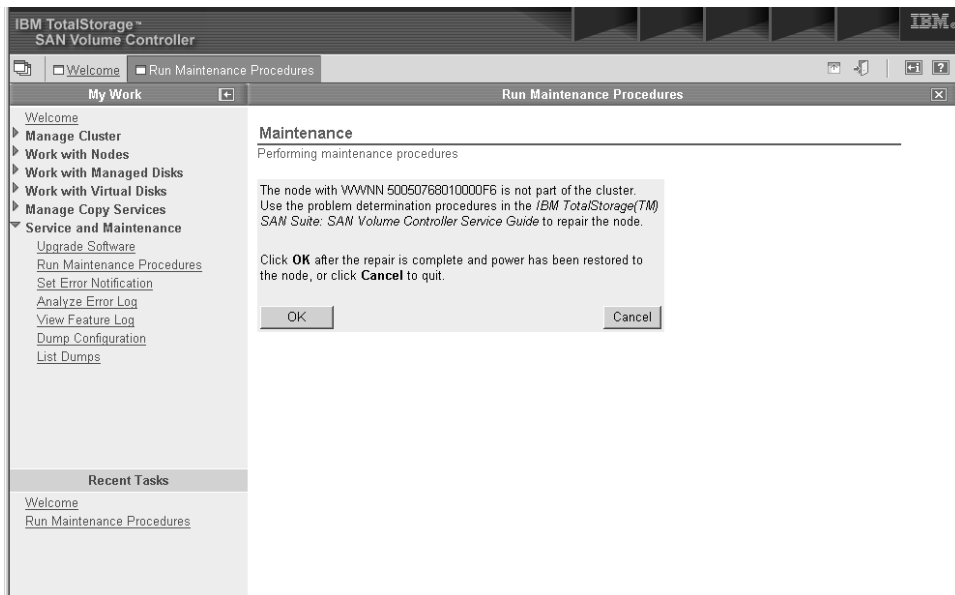 IBM TotalStorage™
SAN Volume Controller
IBM.
Welcome
Run Maintenance Procedures
My Work
Run Maintenance Procedures
Welcome
Manage Cluster
Work with Nodes
Work with Managed Disks
Work with Virtual Disks
Manage Copy Services
Service and Maintenance
Upgrade Software
Run Maintenance Procedures
Set Error Notification
Analyze Error Log
View Feature Log
Dump Configuration
List Dumps
Recent Tasks
Welcome
Run Maintenance Procedures
Maintenance
Performing maintenance procedures
The node with WWNN 50050768010000F6 is not part of the cluster.
Use the problem determination procedures in the IBM TotalStorage(TM)
SAN Suite: SAN Volume Controller Service Guide to repair the node.
Click OK after the repair is complete and power has been restored to
the node, or click Cancel to quit.
OK
Cancel